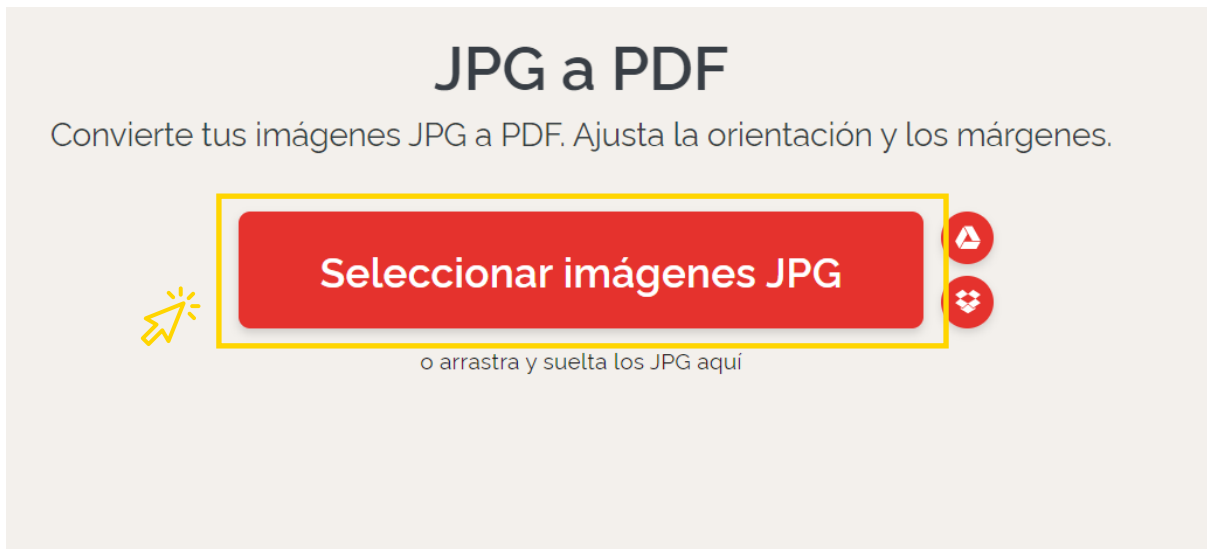 JPG a PDF
Convierte tus imágenes JPG a PDF. Ajusta la orientación y los márgenes.
Seleccionar imágenes JPG
o arrastra y suelta los JPG aquí